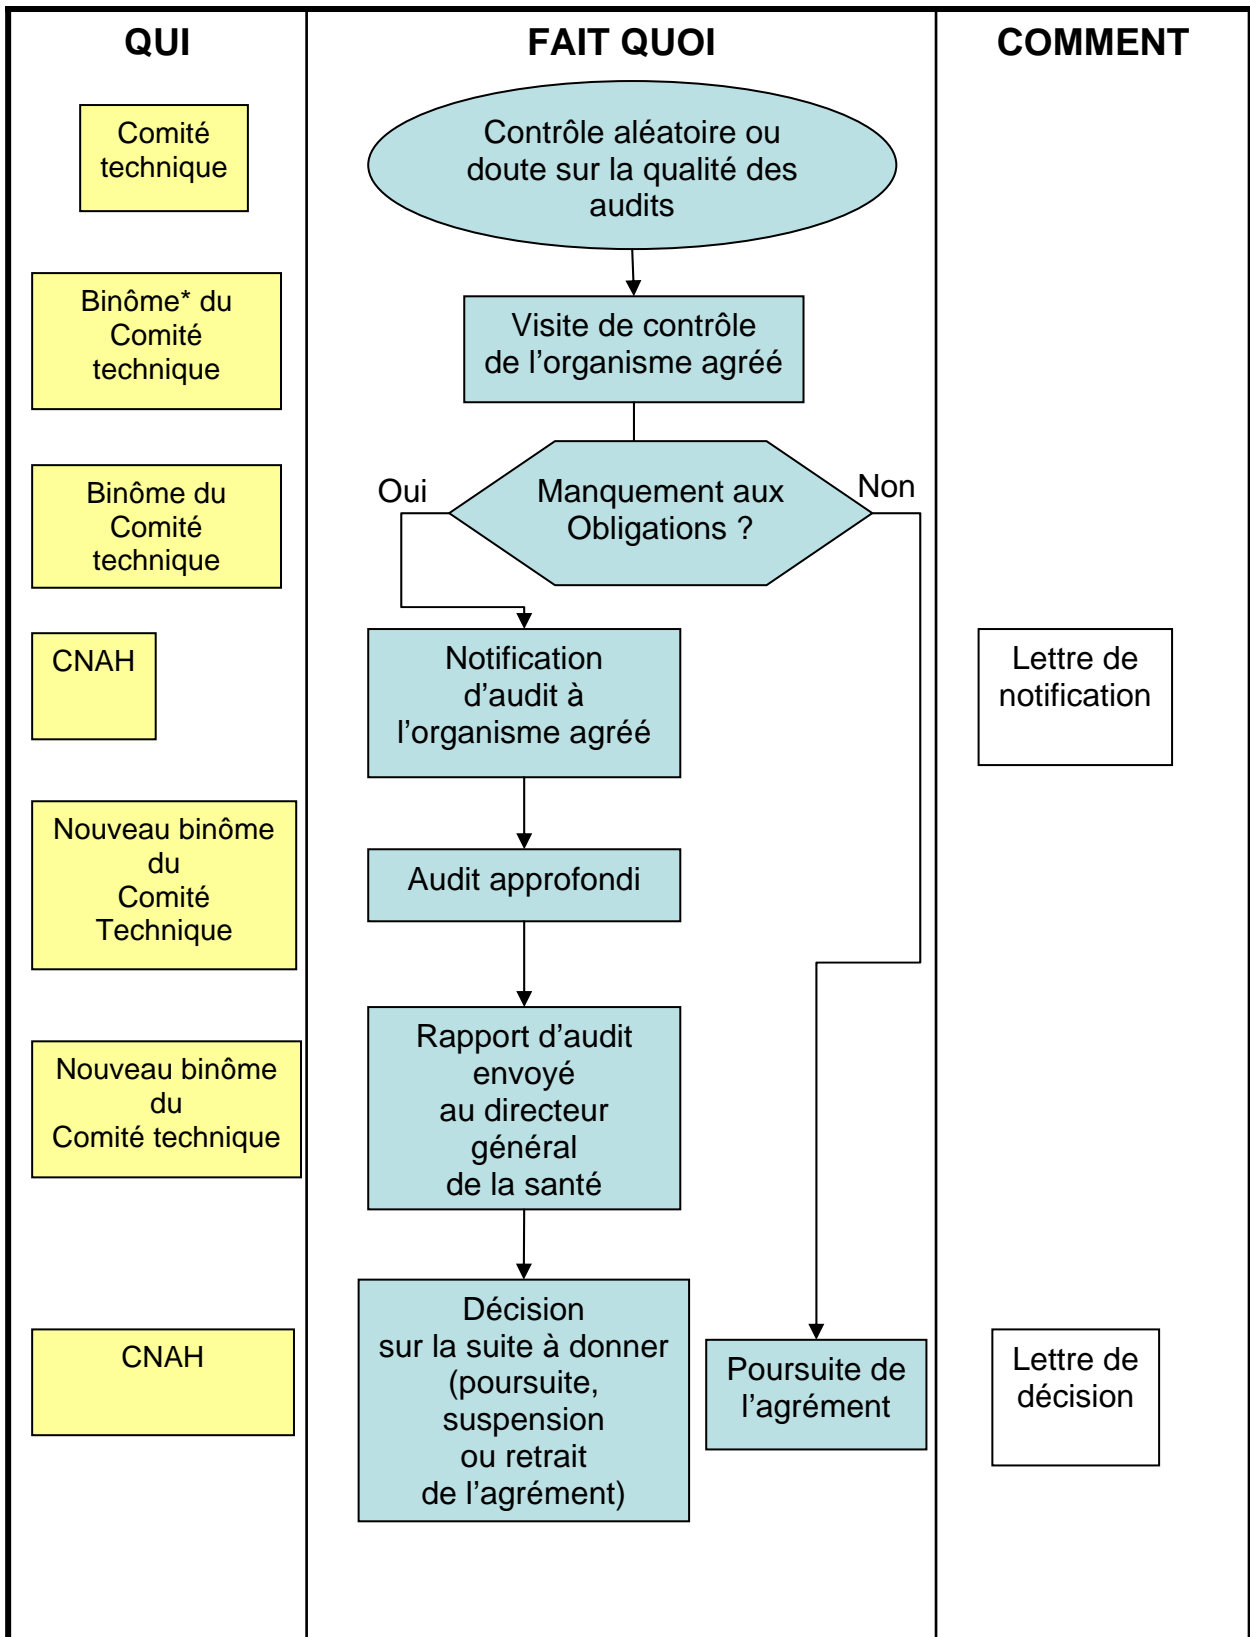 QUI
FAIT QUOI
COMMENT
Comité
technique
Contrôle aléatoire ou
doute sur la qualité des
audits
Binôme* du
Comité
technique
Visite de contrôle
de l’organisme agréé
Binôme du
Comité
technique
Oui
Manquement aux
Obligations ?
Non
CNAH
Notification
d’audit à
l’organisme agréé
Lettre de
notification
Nouveau binôme
du
Comité
Technique
Audit approfondi
Nouveau binôme
du
Comité technique
Rapport d’audit
envoyé
au directeur
général
de la santé
CNAH
Décision
sur la suite à donner
(poursuite,
suspension
ou retrait
de l’agrément)
Poursuite de
l’agrément
Lettre de
décision